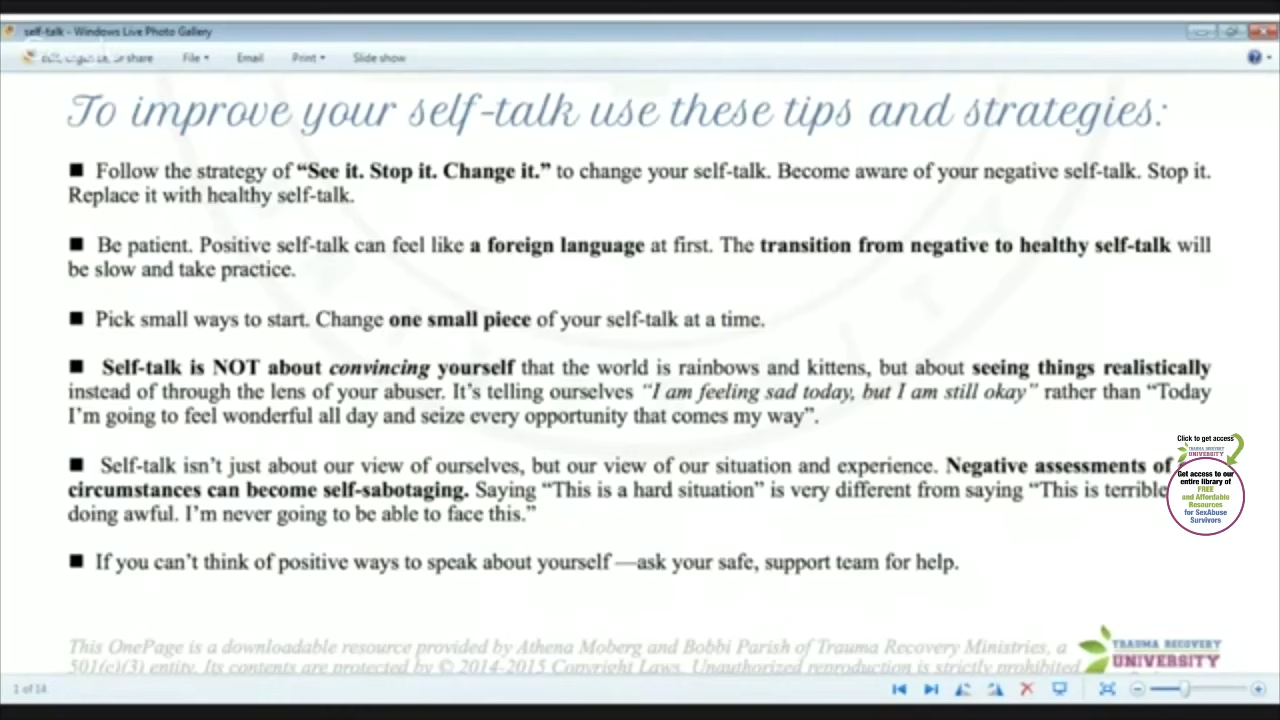 self-talk - Windows Live Photo Gallery
or share File Email Print Slide show
To improve your self-talk use these tips and strategies:
■ Follow the strategy of “See it. Stop it. Change it.” to change your self-talk. Become aware of your negative self-talk. Stop it.
Replace it with healthy self-talk.
■ Be patient. Positive self-talk can feel like a foreign language at first. The transition from negative to healthy self-talk will
be slow and take practice.
■ Pick small ways to start. Change one small piece of your self-talk at a time.
■ Self-talk is NOT about convincing yourself that the world is rainbows and kittens, but about seeing things realistically
instead of through the lens of your abuser. It’s telling ourselves “I am feeling sad today, but I am still okay” rather than “Today
I’m going to feel wonderful all day and seize every opportunity that comes my way”.
■ Self-talk isn’t just about our view of ourselves, but our view of our situation and experience. Negative assessments of
circumstances can become self-sabotaging. Saying “This is a hard situation” is very different from saying “This is terrible
doing awful. I’m never going to be able to face this.”
■ If you can’t think of positive ways to speak about yourself —ask your safe, support team for help.
Click to get access
TRAUMA RECOVERY
UNIVERSITY
Get access to our
entire library of
FREE
and Affordable
Resources
for SexAbuse
Survivors
This OnePage is a downloadable resource provided by Athena Moberg and Bobbi Parish of Trauma Recovery Ministries, a
501(c)(3) entity. Its contents are protected by © 2015 Copyright Laws. Unauthorized reproduction is strictly prohibited
TRAUMA RECOVERY
UNIVERSITY
1 of 14